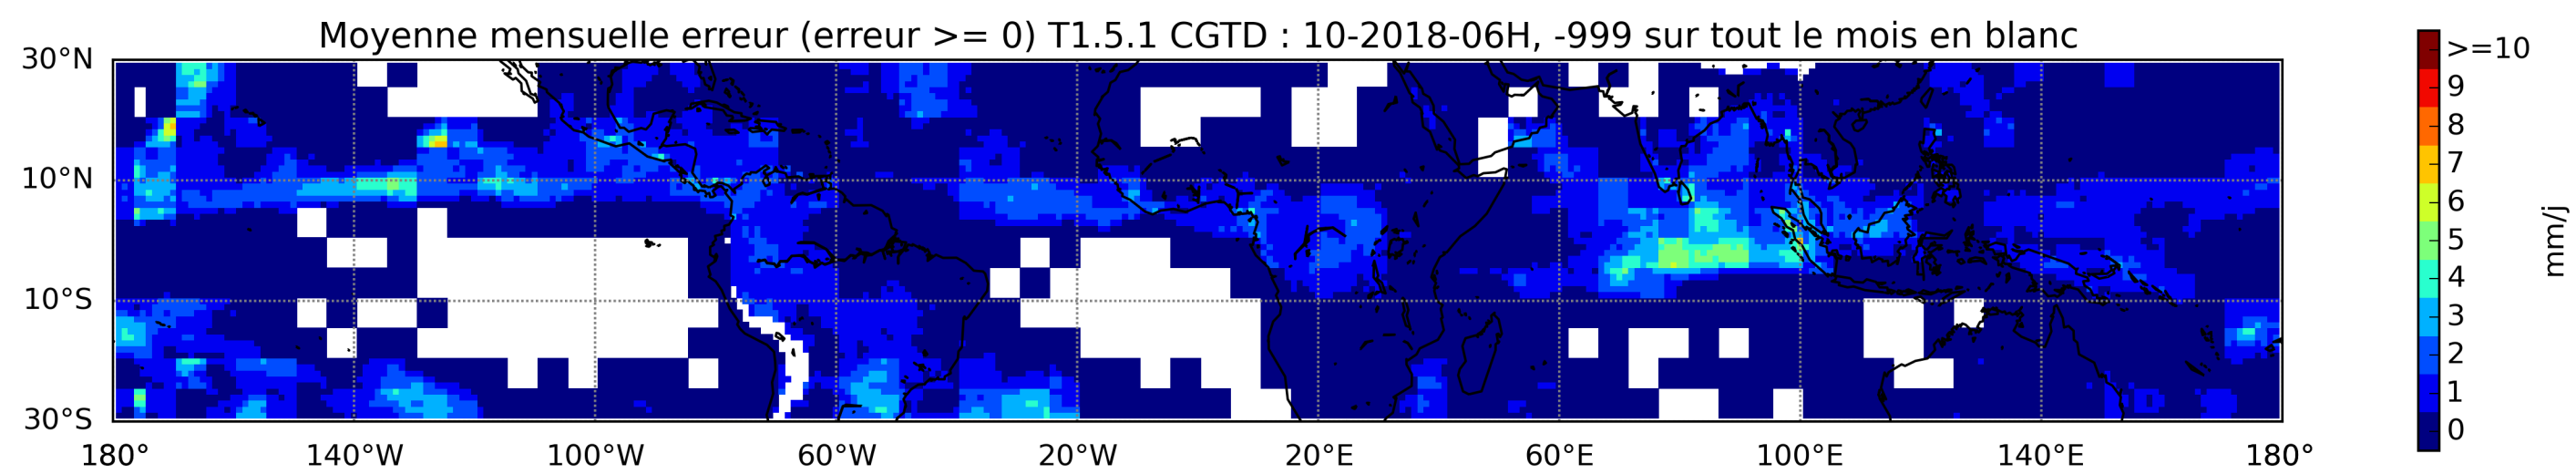 Moyenne mensuelle erreur (erreur >= 0) T1.5.1 CGTD : 10-2018-06H, -999 sur tout le mois en blanc
30°N
10°N
10°S
30°S
180° 140°W 100°W 60°W 20°W 20°E 60°E 100°E 140°E 180°
>=10
9
8
7
6
5
4
3
2
1
0
mm/j